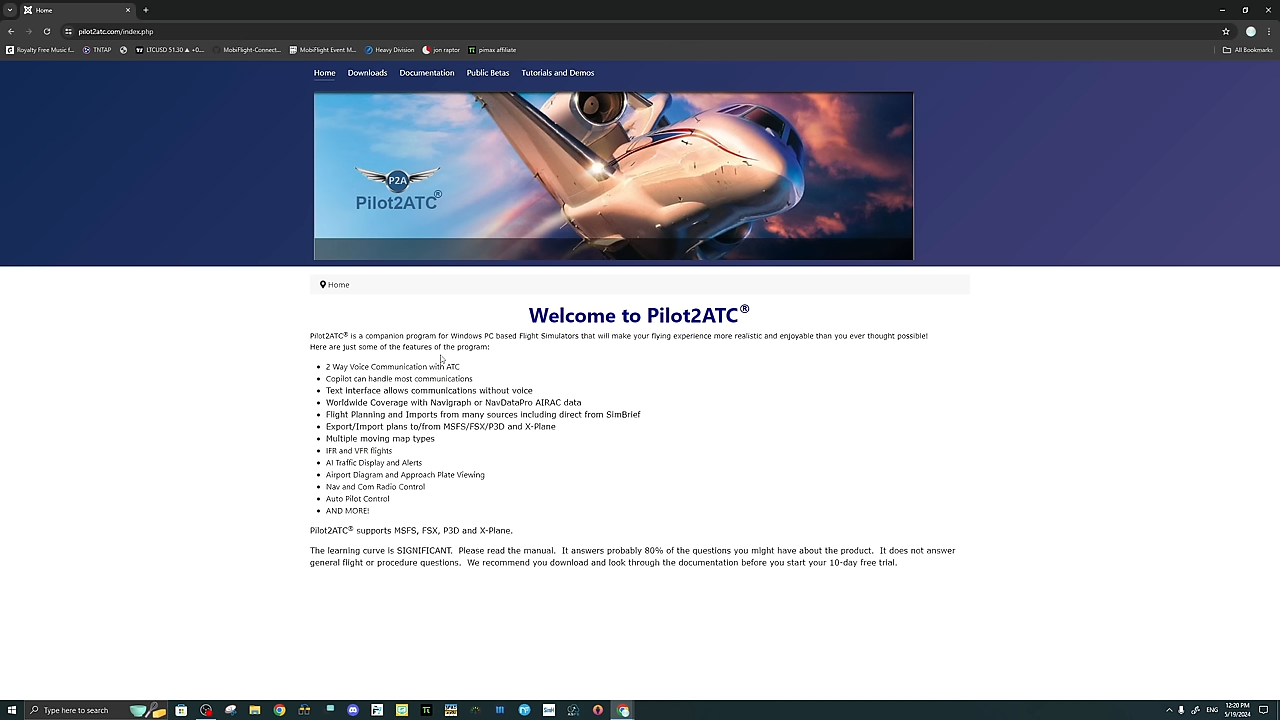 Home
pilot2atc.com/index.php
Royalty Free Music f...
TNTAP
LTCUSD 51.30 ▲ +0...
MobiFlight-Connect...
MobiFlight Event M...
Heavy Division
jon raptor
pimax affiliate
All Bookmarks
Home
Downloads
Documentation
Public Betas
Tutorials and Demos
P2A
Pilot2ATC®
Home
Welcome to Pilot2ATC®
Pilot2ATC® is a companion program for Windows PC based Flight Simulators that will make your flying experience more realistic and enjoyable than you ever thought possible!
Here are just some of the features of the program:
• 2 Way Voice Communication with ATC
• Copilot can handle most communications
• Text interface allows communications without voice
• Worldwide Coverage with Navigraph or NavDataPro AIRAC data
• Flight Planning and Imports from many sources including direct from SimBrief
• Export/Import plans to/from MSFS/FSX/P3D and X-Plane
• Multiple moving map types
• IFR and VFR flights
• AI Traffic Display and Alerts
• Airport Diagram and Approach Plate Viewing
• Nav and Com Radio Control
• Auto Pilot Control
• AND MORE!
Pilot2ATC® supports MSFS, FSX, P3D and X-Plane.
The learning curve is SIGNIFICANT.  Please read the manual.  It answers probably 80% of the questions you might have about the product.  It does not answer
general flight or procedure questions.  We recommend you download and look through the documentation before you start your 10-day free trial.
Type here to search
ENG
12:20 PM
5/19/2024